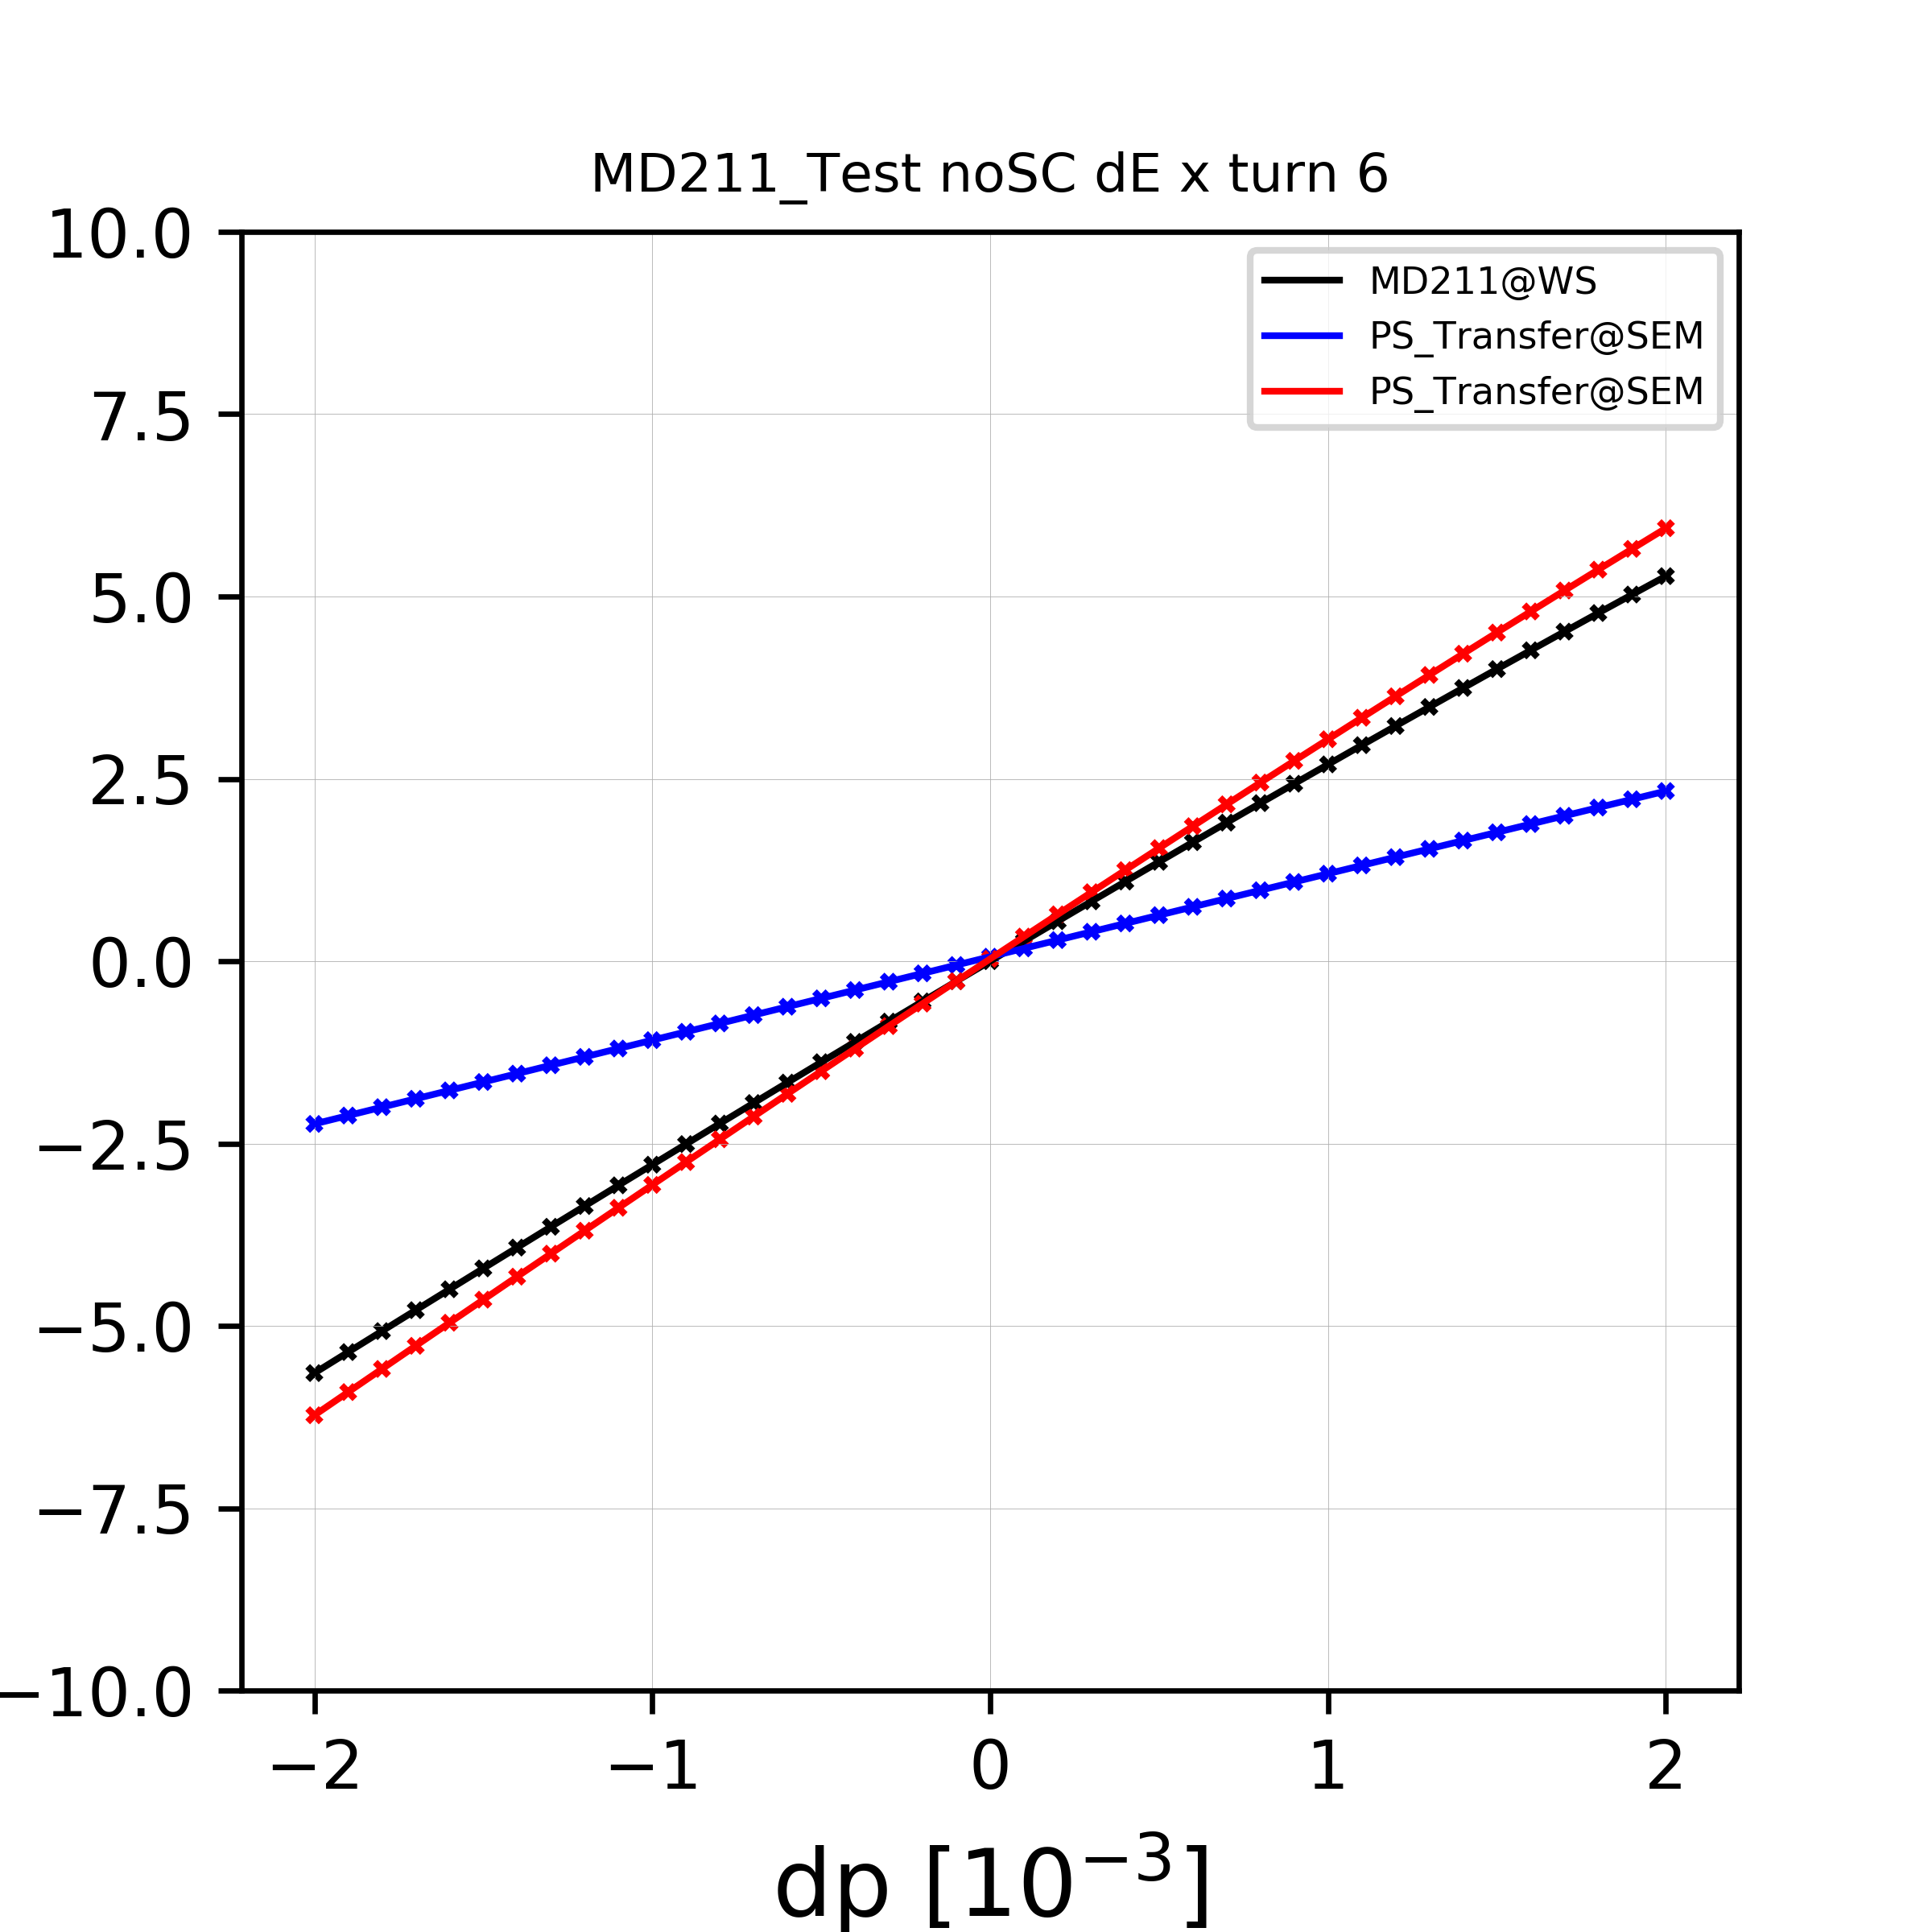 MD211_Test noSC dE x turn 6
10.0
7.5
5.0
2.5
0.0
−2.5
−5.0
−7.5
−10.0
MD211@WS
PS_Transfer@SEM
PS_Transfer@SEM
−2 −1 0 1 2
dp [10⁻³]